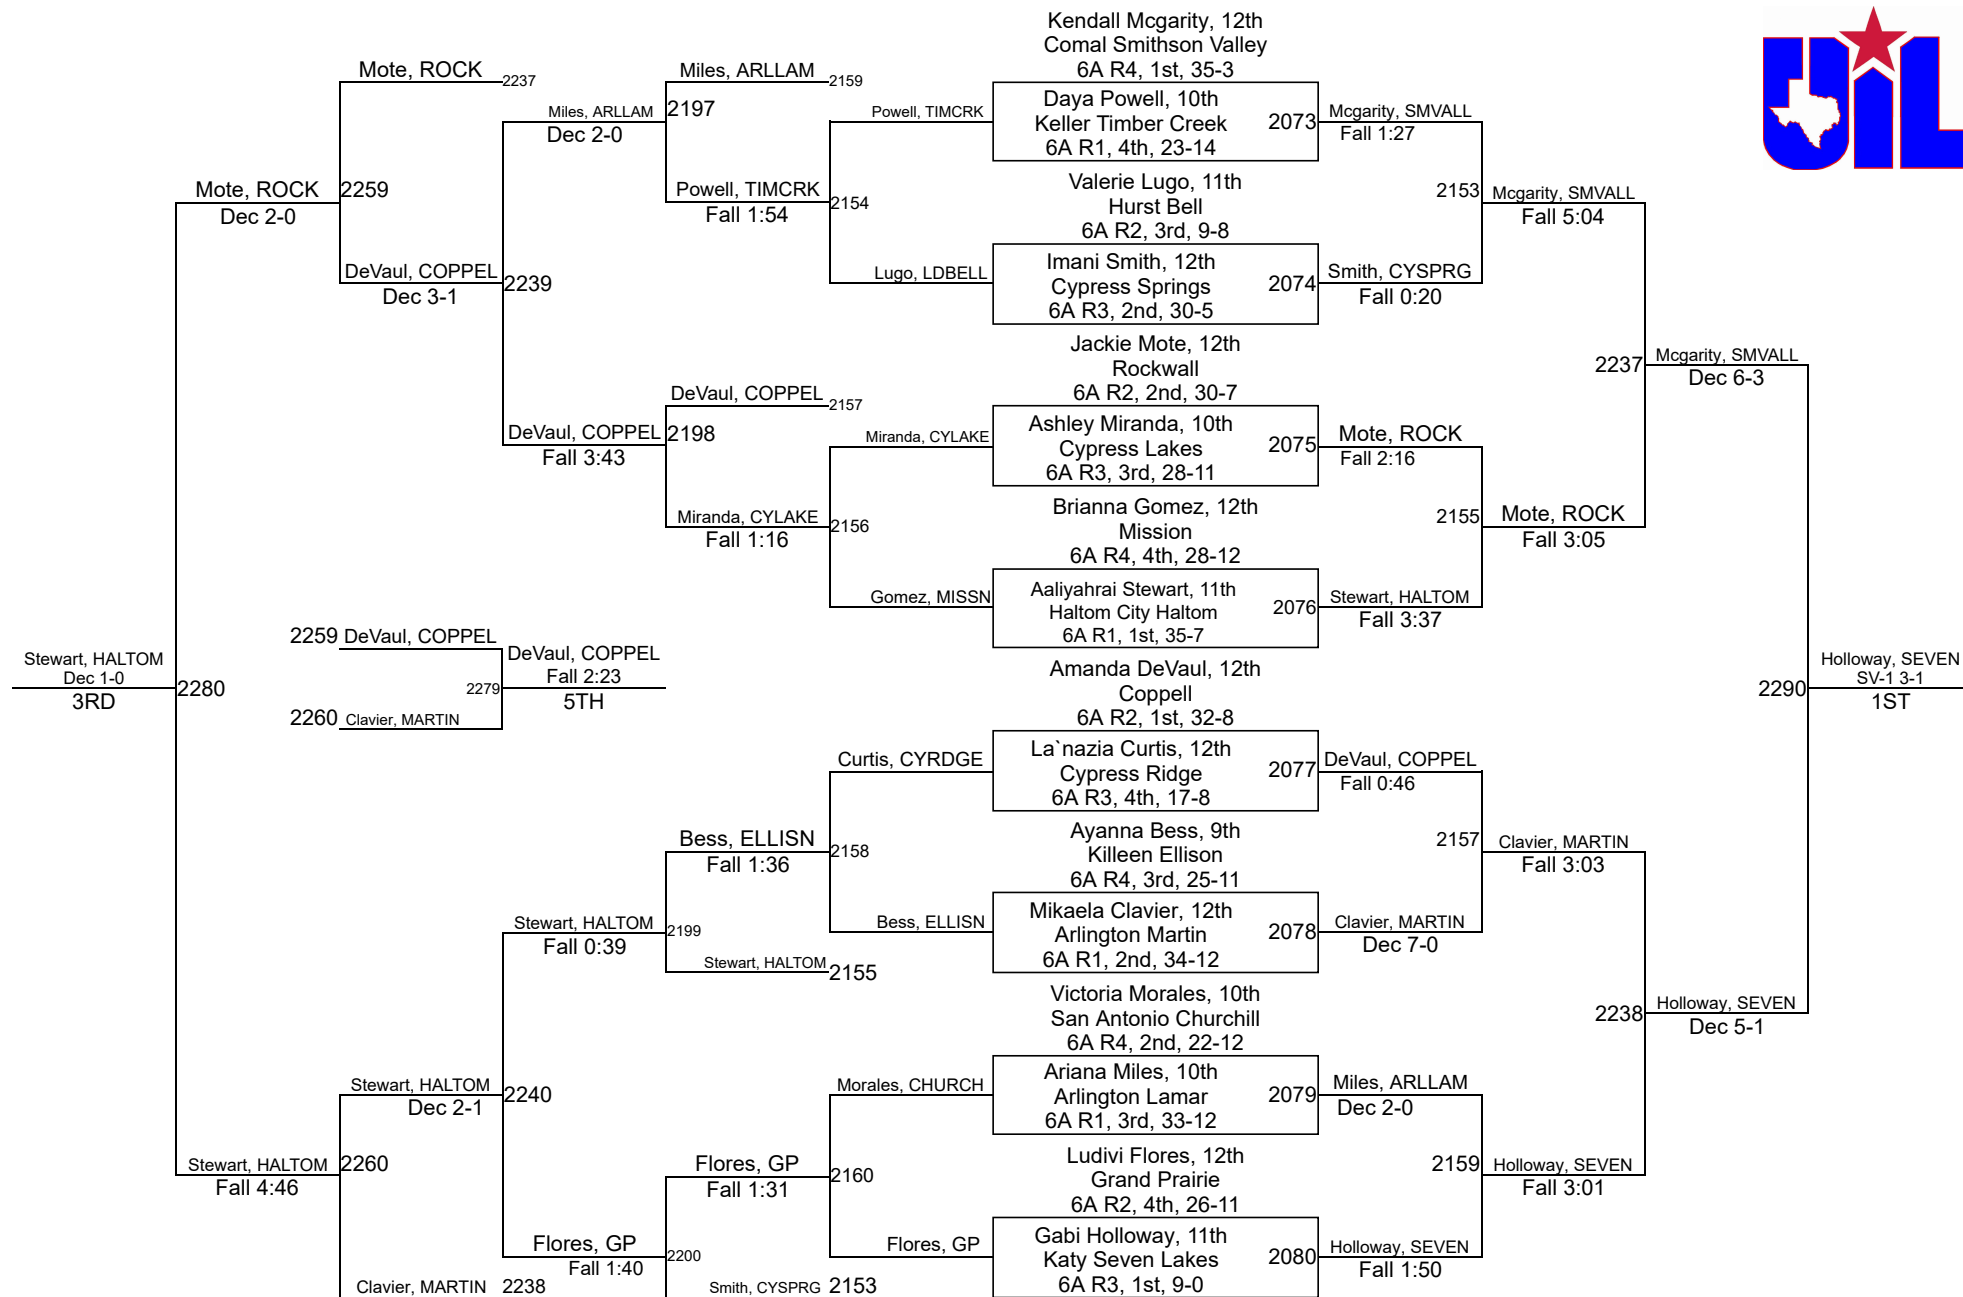 Kendall Mcgarity, 12th
Comal Smithson Valley
6A R4, 1st, 35-3
UIL
Mote, ROCK 2237
Miles, ARLLAM 2159
Miles, ARLLAM 2197
Dec 2-0
Powell, TIMCRK
Daya Powell, 10th
Keller Timber Creek 2073
6A R1, 4th, 23-14
Mcgarity, SMVALL
Fall 1:27
Mote, ROCK 2259
Dec 2-0
Powell, TIMCRK 2154
Fall 1:54
Valerie Lugo, 11th
Hurst Bell
6A R2, 3rd, 9-8
2153 Mcgarity, SMVALL
Fall 5:04
DeVaul, COPPEL 2239
Dec 3-1
Lugo, LDBELL
Imani Smith, 12th
Cypress Springs 2074
6A R3, 2nd, 30-5
Smith, CYSPRG
Fall 0:20
Jackie Mote, 12th
Rockwall
6A R2, 2nd, 30-7
2237 Mcgarity, SMVALL
Dec 6-3
DeVaul, COPPEL 2157
DeVaul, COPPEL 2198
Fall 3:43
Miranda, CYLAKE
Ashley Miranda, 10th
Cypress Lakes 2075
6A R3, 3rd, 28-11
Mote, ROCK
Fall 2:16
Miranda, CYLAKE 2156
Fall 1:16
Brianna Gomez, 12th
Mission
6A R4, 4th, 28-12
2155 Mote, ROCK
Fall 3:05
Gomez, MISSN
Aaliyahrai Stewart, 11th
Haltom City Haltom 2076
6A R1, 1st, 35-7
Stewart, HALTOM
Fall 3:37
2259 DeVaul, COPPEL
Stewart, HALTOM
Dec 1-0
3RD
2280
DeVaul, COPPEL
2279 Fall 2:23
5TH
2260 Clavier, MARTIN
Amanda DeVaul, 12th
Coppell
6A R2, 1st, 32-8
2290 Holloway, SEVEN
SV-1 3-1
1ST
Curtis, CYRDGE
La`nazia Curtis, 12th
Cypress Ridge 2077
6A R3, 4th, 17-8
DeVaul, COPPEL
Fall 0:46
Bess, ELLISN 2158
Fall 1:36
Ayanna Bess, 9th
Killeen Ellison
6A R4, 3rd, 25-11
2157 Clavier, MARTIN
Fall 3:03
Stewart, HALTOM 2199
Fall 0:39
Bess, ELLISN
Mikaela Clavier, 12th
Arlington Martin 2078
6A R1, 2nd, 34-12
Clavier, MARTIN
Dec 7-0
Stewart, HALTOM 2155
Victoria Morales, 10th
San Antonio Churchill
6A R4, 2nd, 22-12
2238 Holloway, SEVEN
Dec 5-1
Stewart, HALTOM 2240
Dec 2-1
Morales, CHURCH
Ariana Miles, 10th
Arlington Lamar 2079
6A R1, 3rd, 33-12
Miles, ARLLAM
Dec 2-0
Stewart, HALTOM 2260
Fall 4:46
Flores, GP 2160
Fall 1:31
Ludivi Flores, 12th
Grand Prairie
6A R2, 4th, 26-11
2159 Holloway, SEVEN
Fall 3:01
Flores, GP 2200
Fall 1:40
Flores, GP
Gabi Holloway, 11th
Katy Seven Lakes 2080
6A R3, 1st, 9-0
Holloway, SEVEN
Fall 1:50
Clavier, MARTIN 2238
Smith, CYSPRG 2153